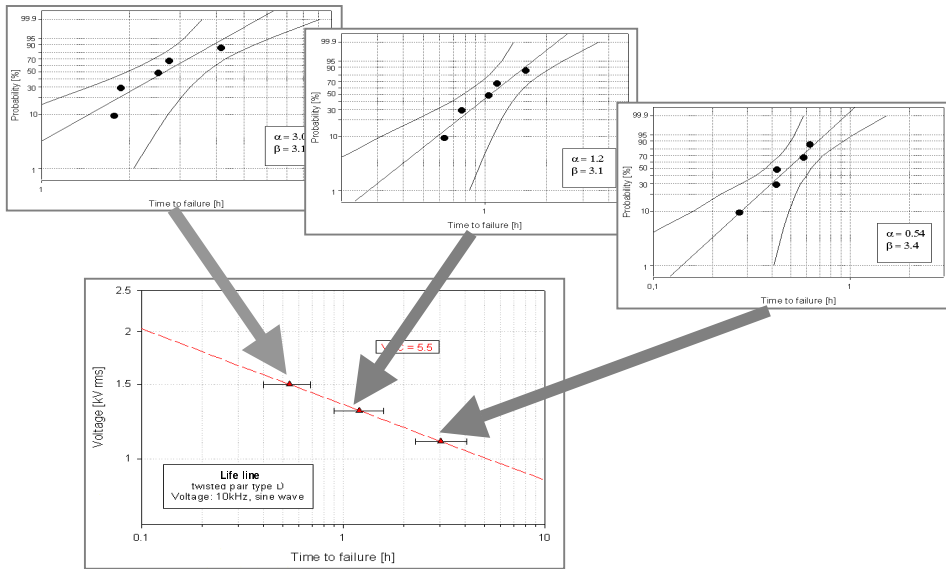 99.9
95
90
70
50
30
10
1
Probability [%]
α = 3.0
β = 3.1
1
Time to failure [h]
99.9
95
90
70
50
30
10
1
Probability [%]
α = 1.2
β = 3.1
1
Time to failure [h]
99.9
95
90
70
50
30
10
1
Probability [%]
α = 0.54
β = 3.4
0,1
1
Time to failure [h]
2.5
2
1.5
1
Voltage [kV rms]
= 5.5
Life line
twisted pair type D
Voltage: 10kHz, sine wave
0.1
1
10
Time to failure [h]